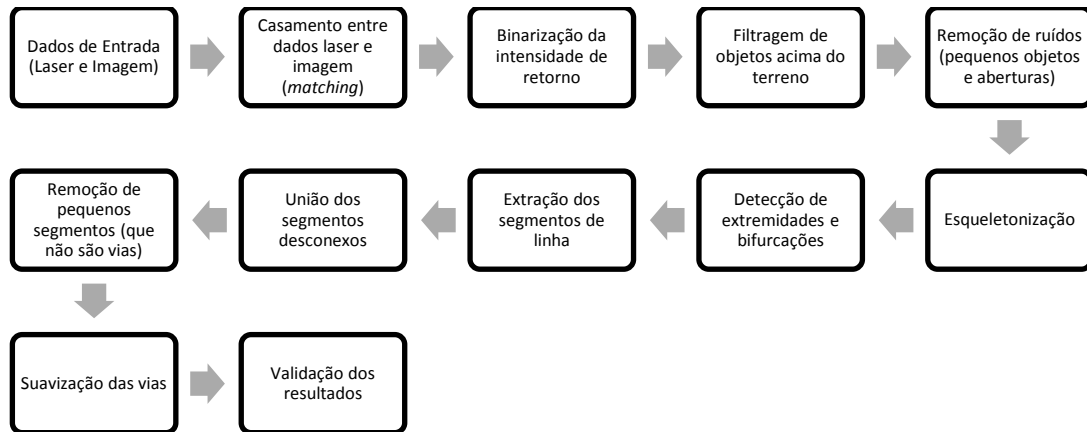 Dados de Entrada
(Laser e Imagem)
Casamento entre
dados laser e
imagem
(matching)
Binarização da
intensidade de
retorno
Filtragem de
objetos acima do
terreno
Remoção de ruídos
(pequenos objetos
e aberturas)
Esqueletonização
Detecção de
extremidades e
bifurcações
Extração dos
segmentos de
linha
União dos
segmentos
desconexos
Remoção de
pequenos
segmentos (que
não são vias)
Suavização das vias
Validação dos
resultados